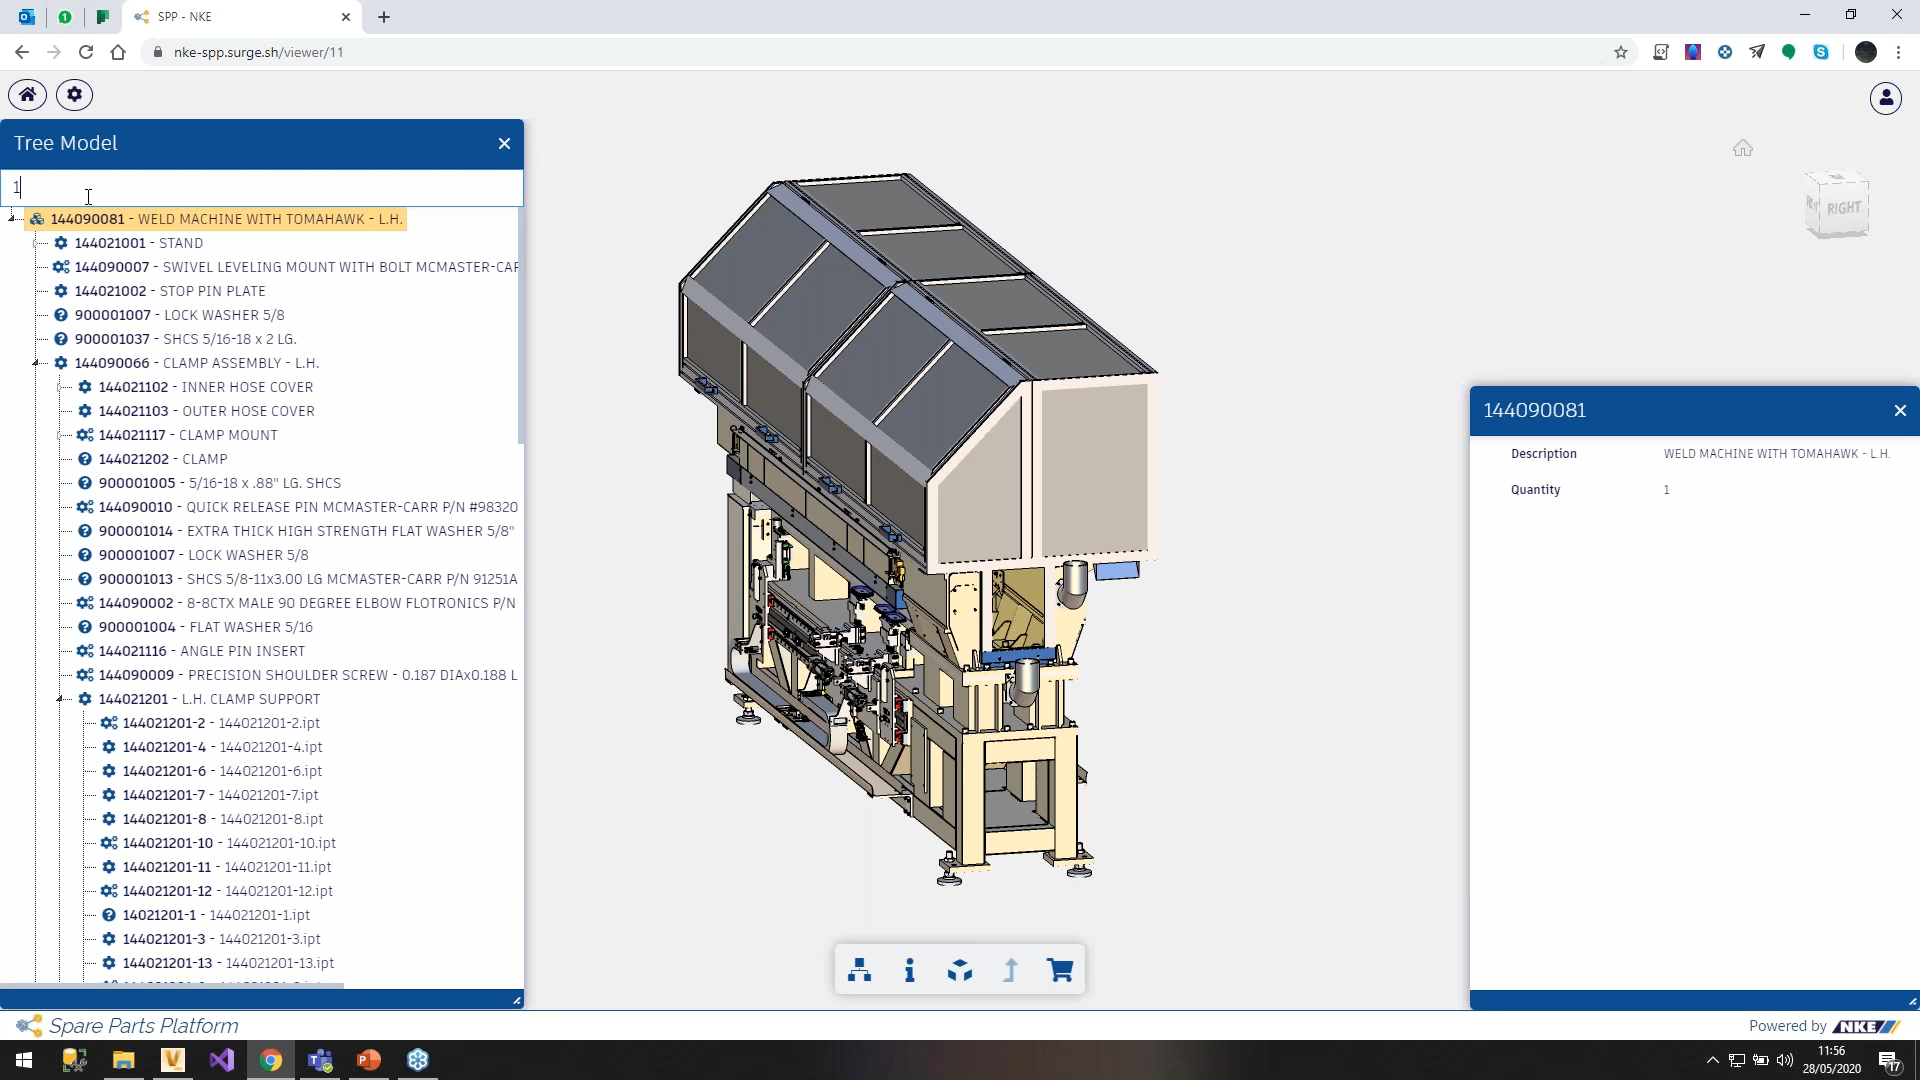 SPP - NKE
nke-spp.surge.sh/viewer/11
Tree Model
1
144090081 - WELD MACHINE WITH TOMAHAWK - L.H.
144021001 - STAND
144090007 - SWIVEL LEVELING MOUNT WITH BOLT MCMASTER-CAR
144021002 - STOP PIN PLATE
900001007 - LOCK WASHER 5/8
900001037 - SHCS 5/16-18 x 2 LG.
144090066 - CLAMP ASSEMBLY - L.H.
144021102 - INNER HOSE COVER
144021103 - OUTER HOSE COVER
144021117 - CLAMP MOUNT
144021202 - CLAMP
900001005 - 5/16-18 x .88" LG. SHCS
144090010 - QUICK RELEASE PIN MCMASTER-CARR P/N #98320
900001014 - EXTRA THICK HIGH STRENGTH FLAT WASHER 5/8"
900001007 - LOCK WASHER 5/8
900001013 - SHCS 5/8-11x3.00 LG MCMASTER-CARR P/N 91251A
144090002 - 8-8CTX MALE 90 DEGREE ELBOW FLOTRONICS P/N
900001004 - FLAT WASHER 5/16
144021116 - ANGLE PIN INSERT
144090009 - PRECISION SHOULDER SCREW - 0.187 DIAx0.188 L
144021201 - L.H. CLAMP SUPPORT
144021201-2 - 144021201-2.ipt
144021201-4 - 144021201-4.ipt
144021201-6 - 144021201-6.ipt
144021201-7 - 144021201-7.ipt
144021201-8 - 144021201-8.ipt
144021201-10 - 144021201-10.ipt
144021201-11 - 144021201-11.ipt
144021201-12 - 144021201-12.ipt
14021201-1 - 144021201-1.ipt
144021201-3 - 144021201-3.ipt
144021201-13 - 144021201-13.ipt
RIGHT
144090081
Description WELD MACHINE WITH TOMAHAWK - L.H.
Quantity 1
Spare Parts Platform
Powered by NKE
11:56
28/05/2020
17